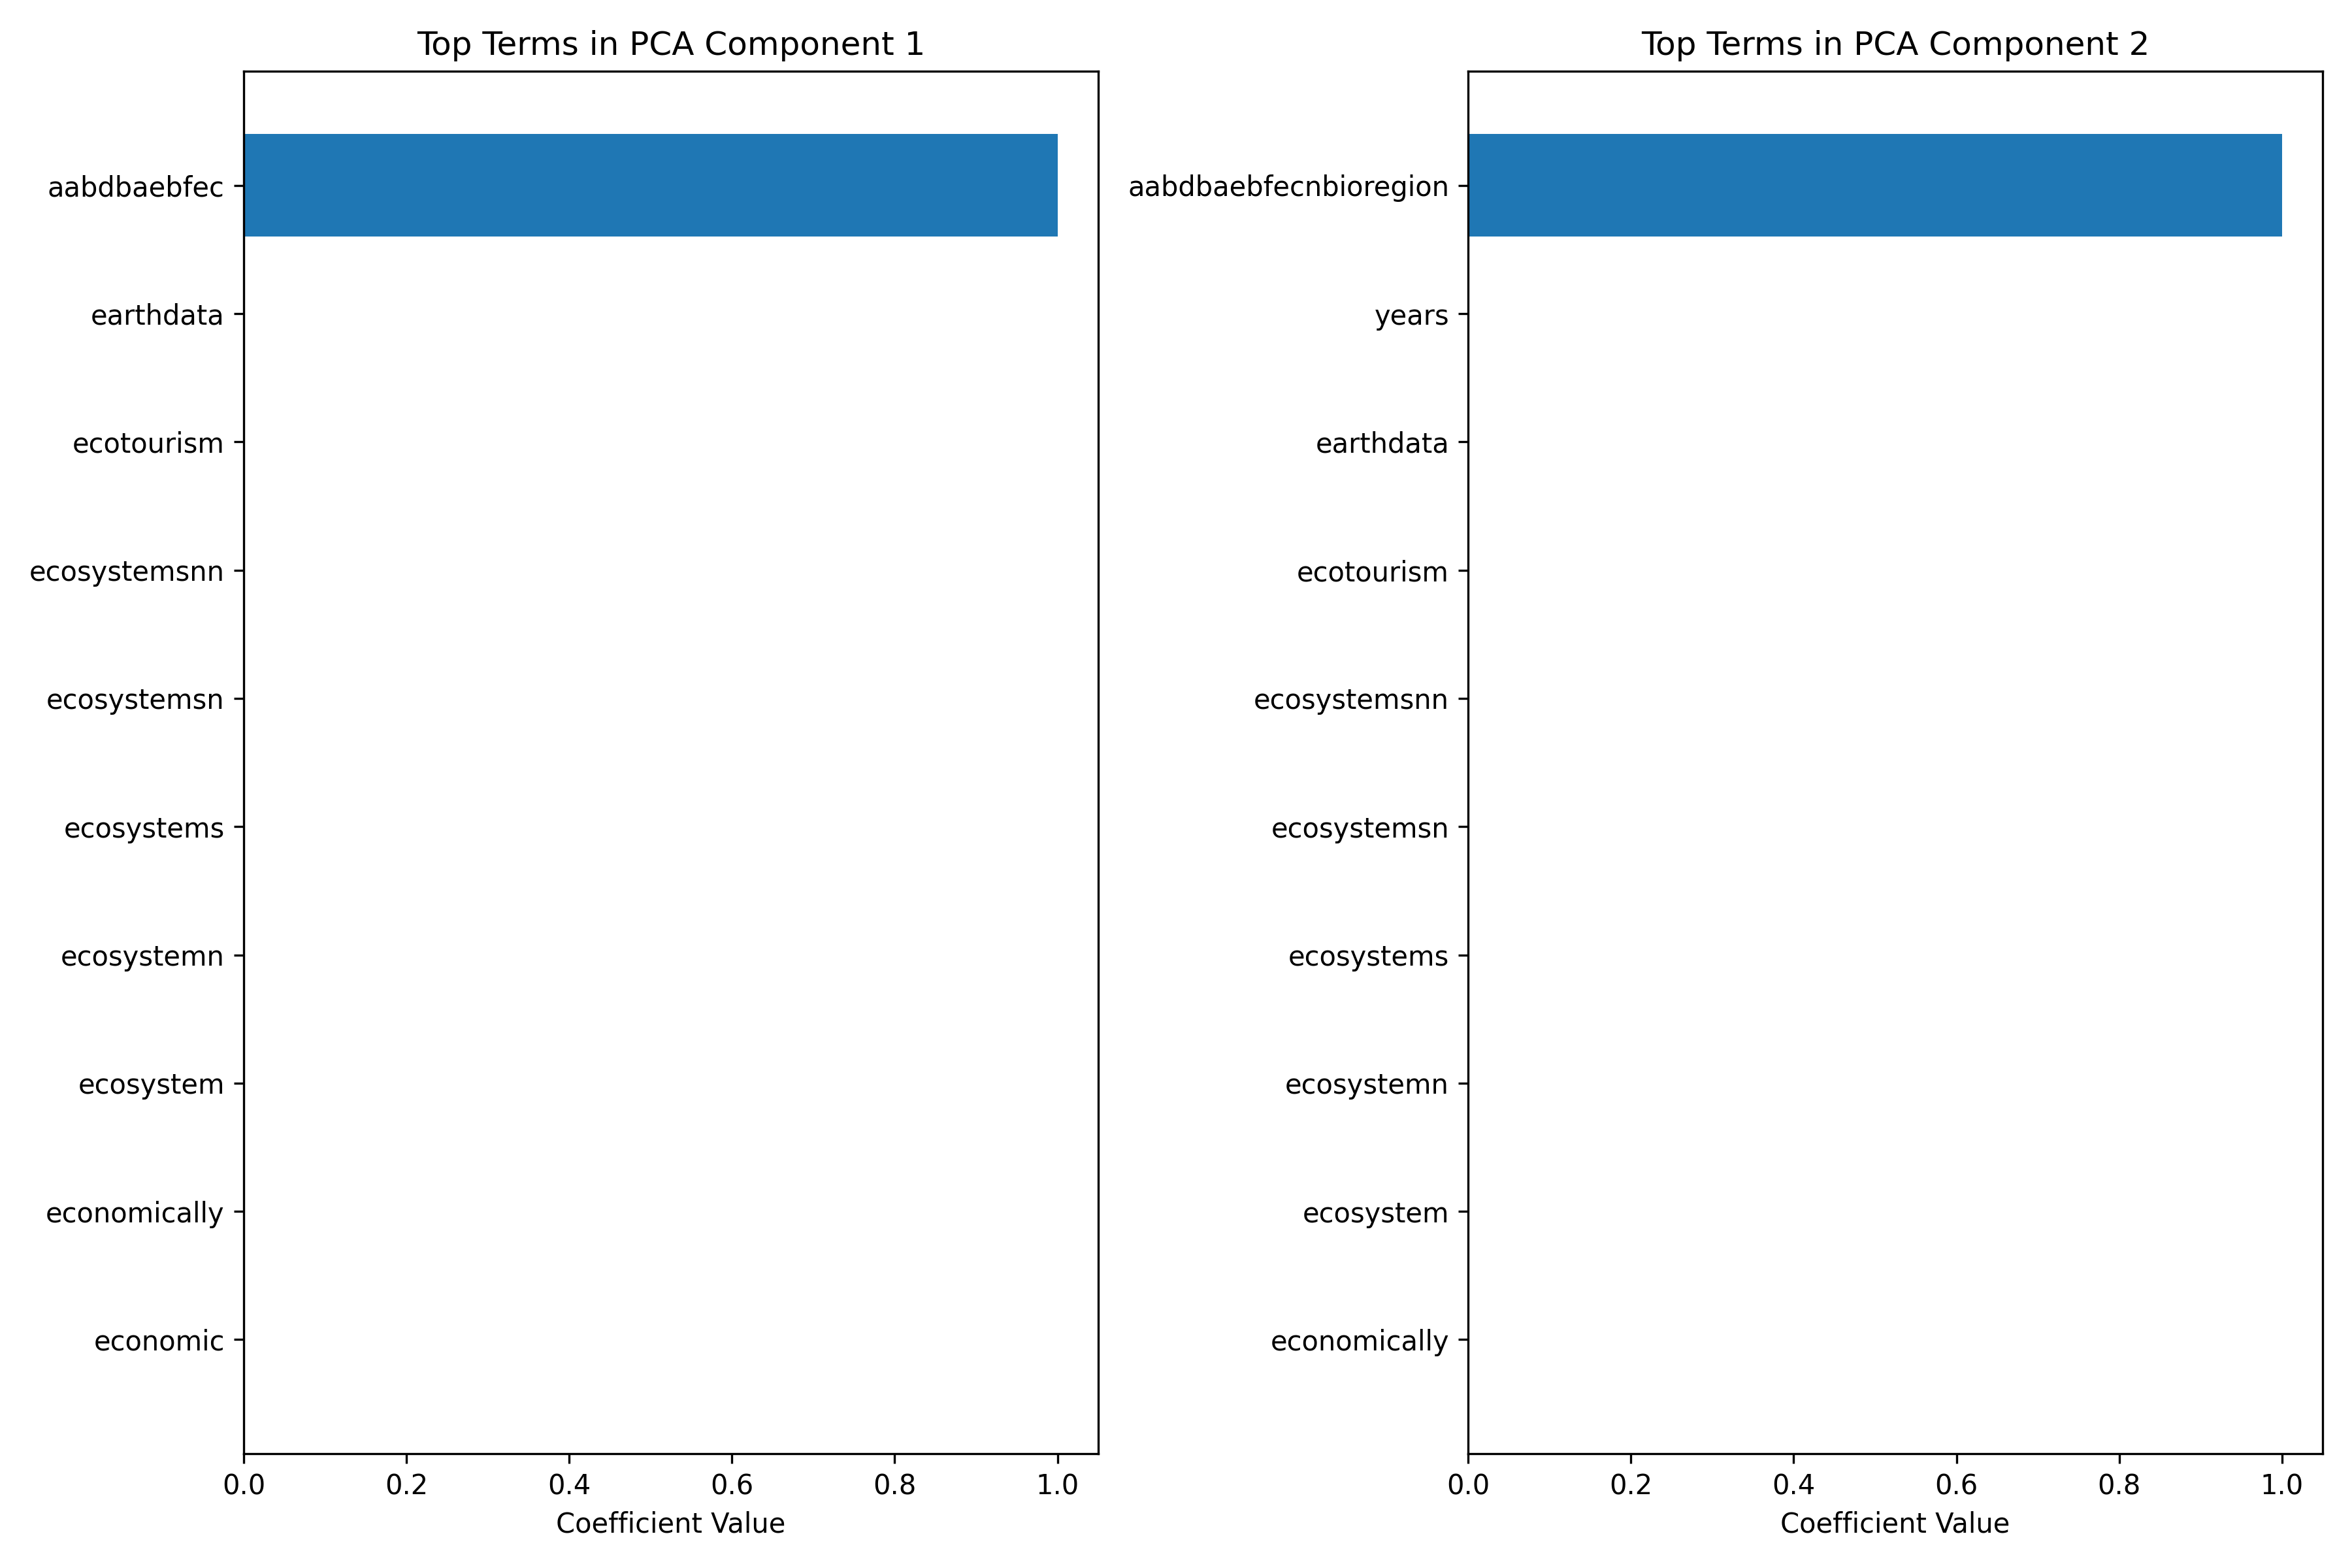 Top Terms in PCA Component 1
aabdbaebfec
earthdata
ecotourism
ecosystemsnn
ecosystemsn
ecosystems
ecosystemn
ecosystem
economically
economic
0.0 0.2 0.4 0.6 0.8 1.0
Coefficient Value
Top Terms in PCA Component 2
aabdbaebfecnbioregion
years
earthdata
ecotourism
ecosystemsnn
ecosystemsn
ecosystems
ecosystemn
ecosystem
economically
0.0 0.2 0.4 0.6 0.8 1.0
Coefficient Value